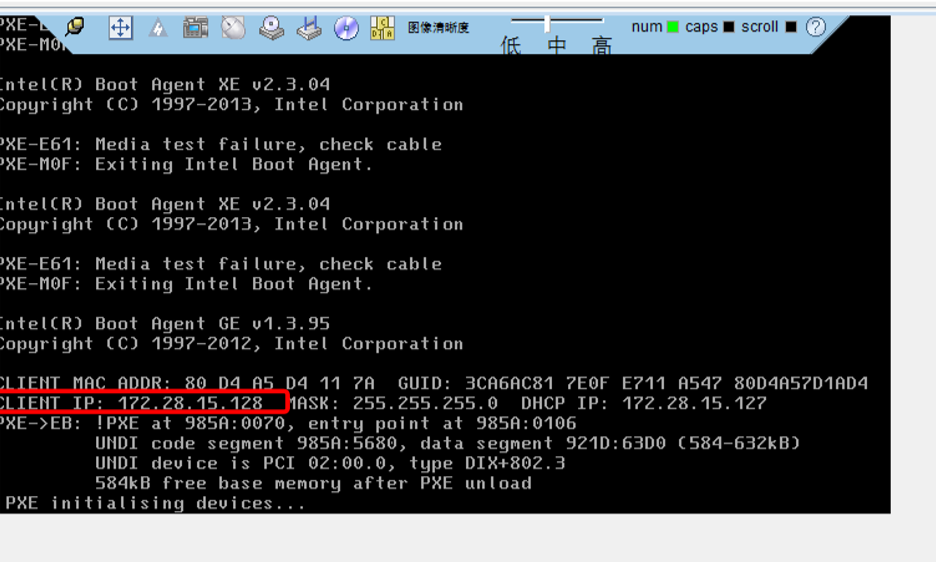 图像清晰度
低 中 高
num caps scroll ?
PXE-M0
Intel(R) Boot Agent XE v2.3.04
Copyright (C) 1997-2013, Intel Corporation
PXE-E61: Media test failure, check cable
PXE-M0F: Exiting Intel Boot Agent.
Intel(R) Boot Agent XE v2.3.04
Copyright (C) 1997-2013, Intel Corporation
PXE-E61: Media test failure, check cable
PXE-M0F: Exiting Intel Boot Agent.
Intel(R) Boot Agent GE v1.3.95
Copyright (C) 1997-2012, Intel Corporation
CLIENT MAC ADDR: 80 D4 A5 D4 11 7A GUID: 3CA6AC81 7E0F E711 A547 80D4A57D1AD4
CLIENT IP: 172.28.15.128 MASK: 255.255.255.0 DHCP IP: 172.28.15.127
PXE->EB: !PXE at 985A:0070, entry point at 985A:0106
UNDI code segment 985A:5680, data segment 921D:63D0 (584-632kB)
UNDI device is PCI 02:00.0, type DIX+802.3
584kB free base memory after PXE unload
PXE initialising devices...